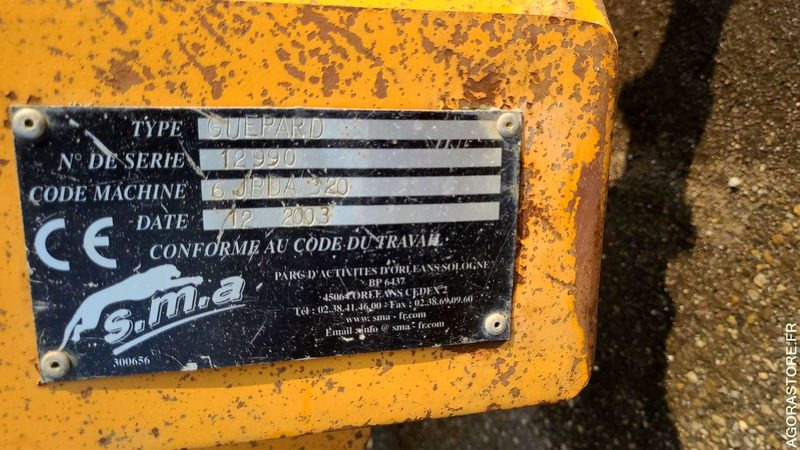 TYPE GUEPARD
N° DE SERIE 12990
CODE MACHINE 6 JBDA 320
DATE 12 2003
CONFORME AU CODE DU TRAVAIL
CE
s.m.a
PARC D'ACTIVITES D'ORLEANS SOLOGNE
BP 6437
45064 ORLEANS CEDEX 2
Tél : 02.38.41.46.00 - Fax : 02.38.69.09.60
www. sma - fr.com
Email : info @ sma - fr.com
300656
AGORASTORE.FR